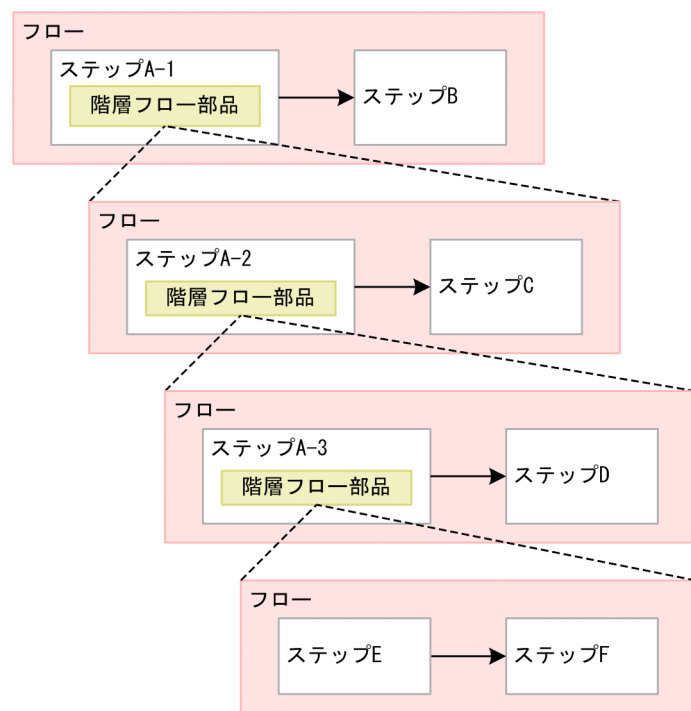 フロー
ステップA-1
階層フロー部品
ステップB
フロー
ステップA-2
階層フロー部品
ステップC
フロー
ステップA-3
階層フロー部品
ステップD
フロー
ステップE
ステップF